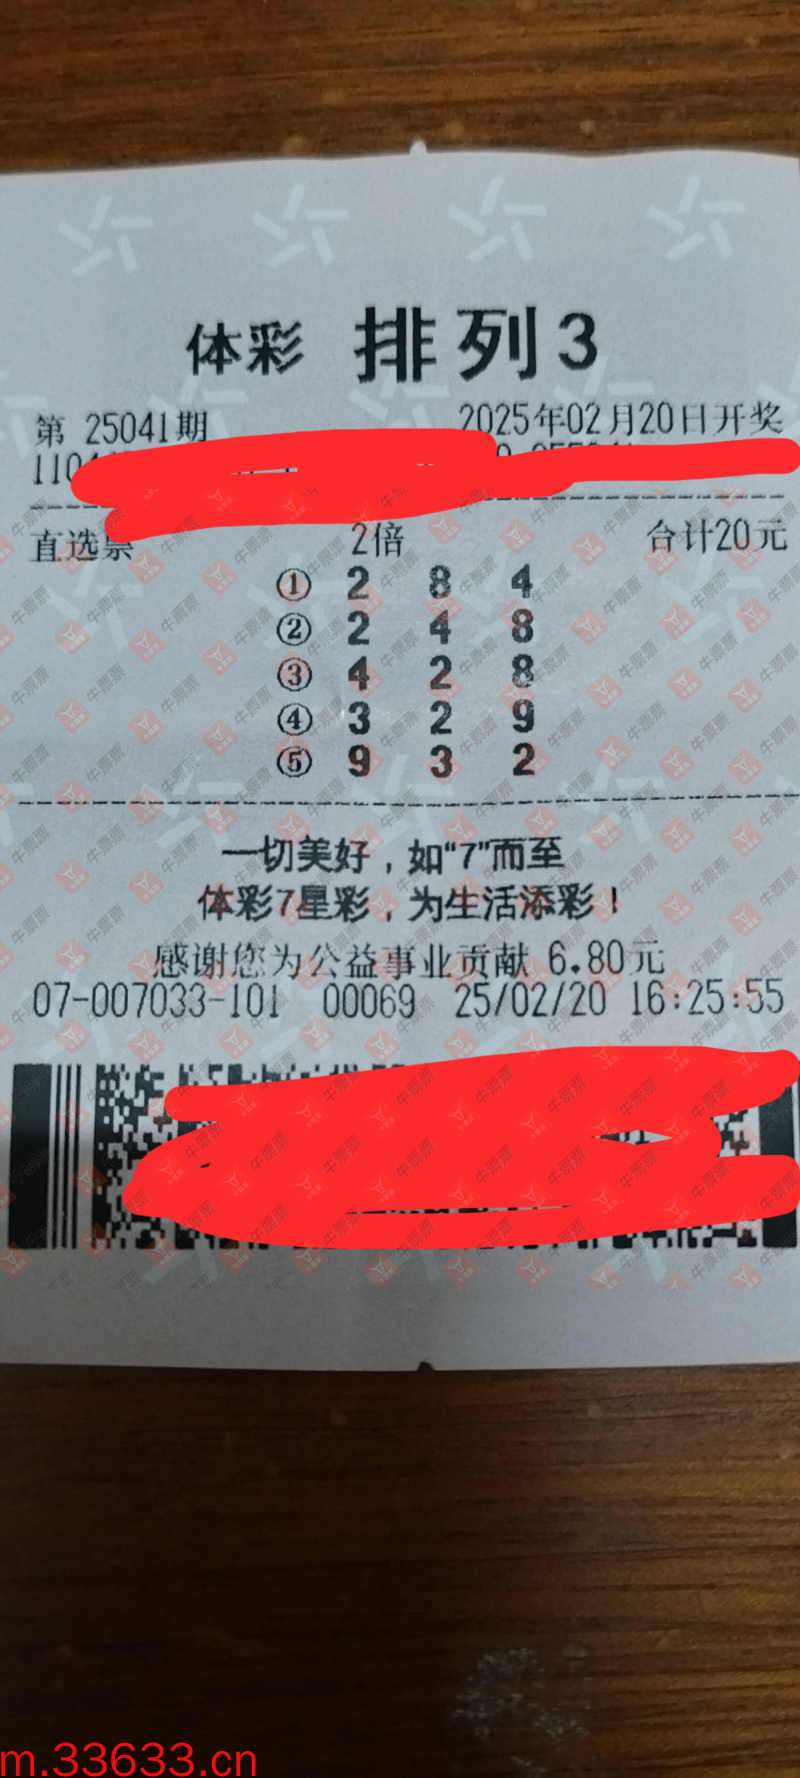 体彩 排列3
第 25041期 2025年02月20日开奖
110
直选票 2倍 合计20元
① 2 8 4
② 2 4 8
③ 4 2 8
④ 3 2 9
⑤ 9 3 2
一切美好，如“7”而至
体彩7星彩，为生活添彩！
感谢您为公益事业贡献 6.80元
07-007033-101 00069 25/02/20 16:25:55
牛票票
m.33633.cn